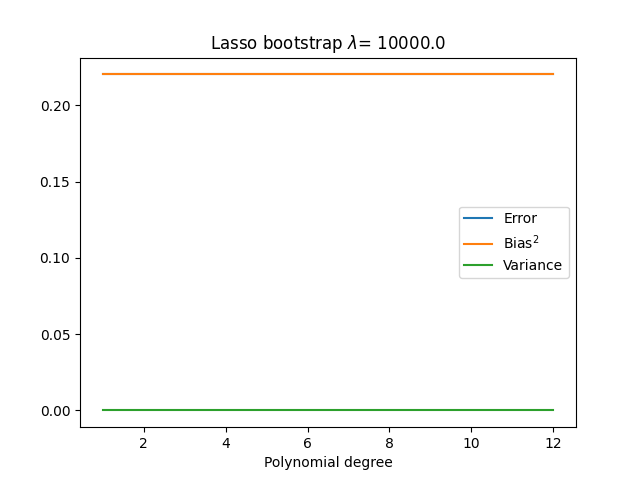 Lasso bootstrap λ= 10000.0
0.20
0.15
0.10
0.05
0.00
Error
Bias²
Variance
2 4 6 8 10 12
Polynomial degree